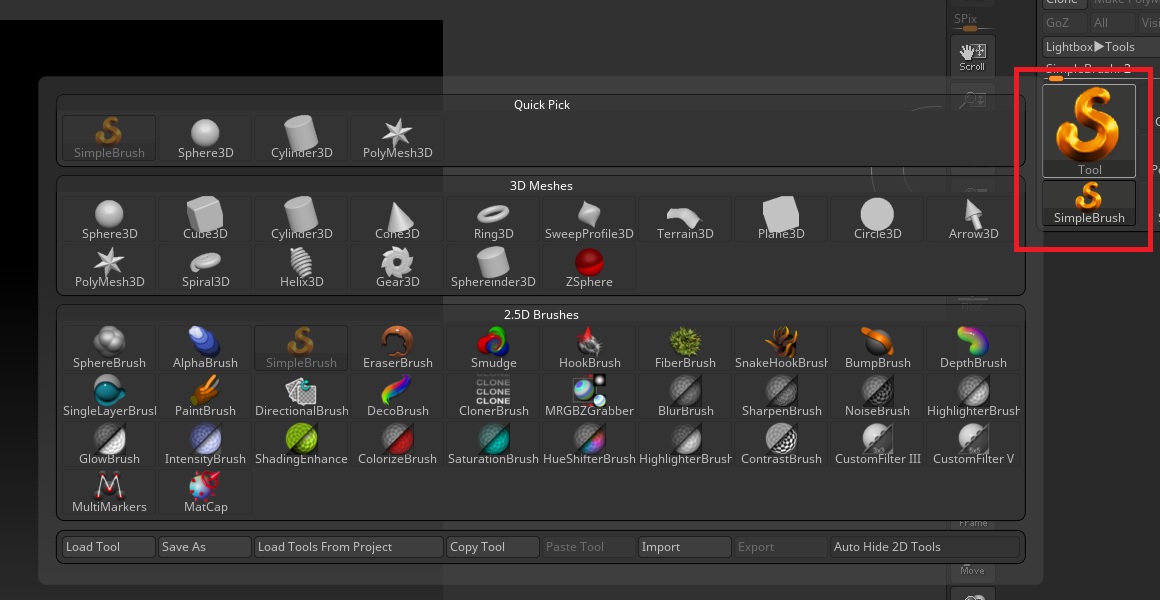 Clone
SPix
GoZ All Visi
Lightbox▶Tools
Scroll
SimpleBrush. 2
Quick Pick
SimpleBrush Sphere3D Cylinder3D PolyMesh3D
Tool
SimpleBrush
3D Meshes
Sphere3D Cube3D Cylinder3D Cone3D Ring3D SweepProfile3D Terrain3D Plane3D Circle3D Arrow3D
PolyMesh3D Spiral3D Helix3D Gear3D Sphereinder3D ZSphere
2.5D Brushes
SphereBrush AlphaBrush SimpleBrush EraserBrush Smudge HookBrush FiberBrush SnakeHookBrush BumpBrush DepthBrush
CLONE
CLONE
CLONE
SingleLayerBrusl PaintBrush DirectionalBrush DecoBrush ClonerBrush MRGBZGrabber BlurBrush SharpenBrush NoiseBrush HighlighterBrush
GlowBrush IntensityBrush ShadingEnhance ColorizeBrush SaturationBrush HueShifterBrush HighlighterBrush ContrastBrush CustomFilter III CustomFilter V
MultiMarkers MatCap
Frame
Load Tool Save As Load Tools From Project Copy Tool Paste Tool Import Export Auto Hide 2D Tools
Move